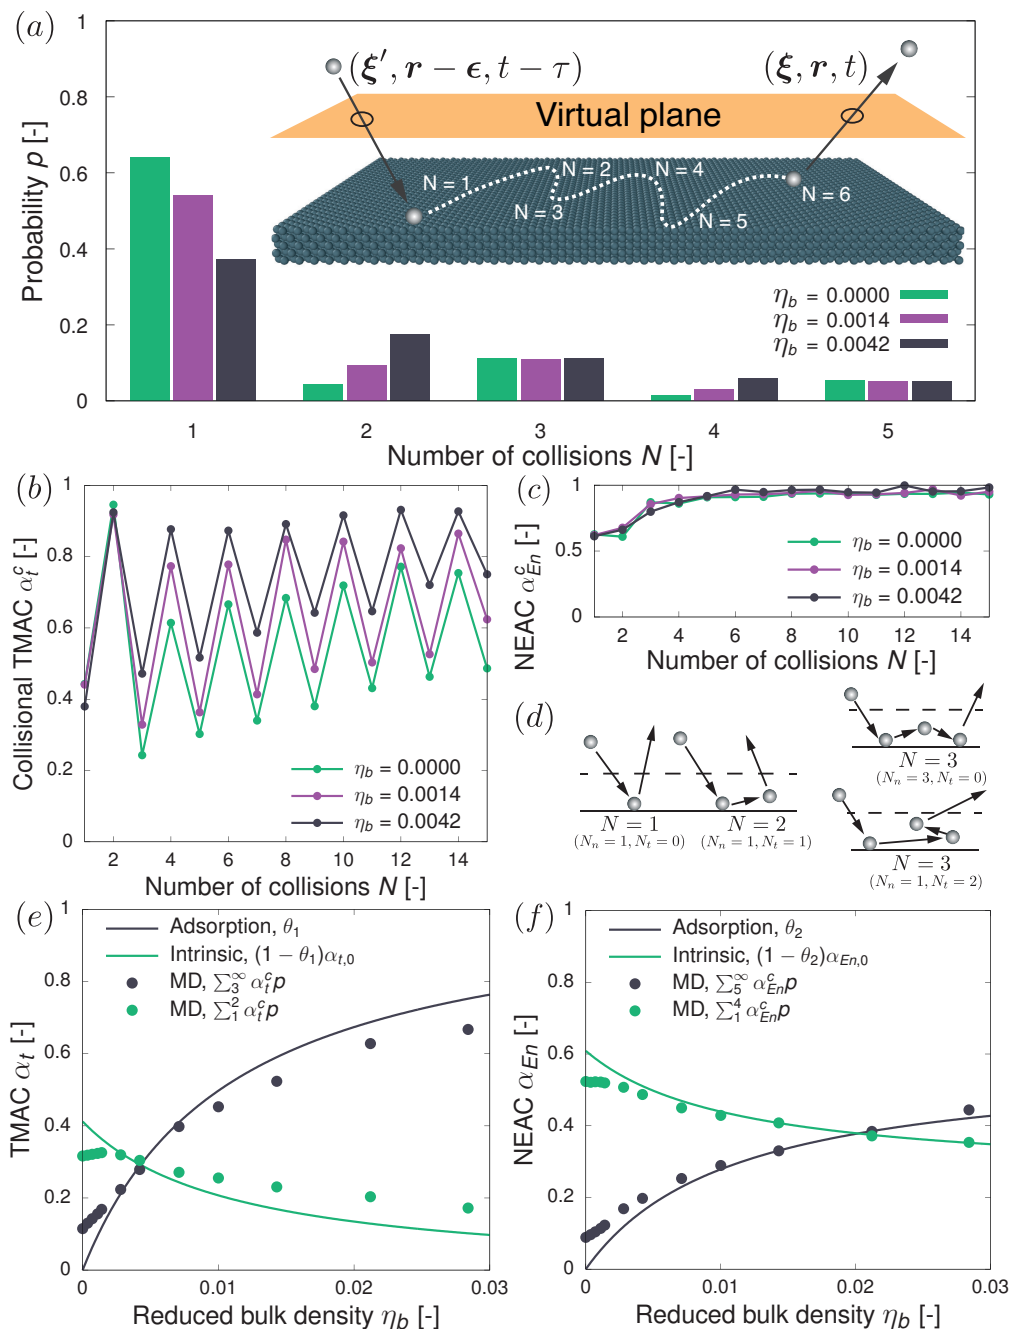 (a)
1
0.8
0.6
0.4
0.2
0
Probability p [-]
(ξ′, r − ϵ, t − τ)
(ξ, r, t)
Virtual plane
N = 1
N = 2
N = 3
N = 4
N = 5
N = 6
η_b = 0.0000
η_b = 0.0014
η_b = 0.0042
1 2 3 4 5
Number of collisions N [-]
(b)
1
0.8
0.6
0.4
0.2
0
Collisional TMAC α_t^c [-]
η_b = 0.0000
η_b = 0.0014
η_b = 0.0042
2 4 6 8 10 12 14
Number of collisions N [-]
(c)
1
0.5
0
NEAC α_En^c [-]
η_b = 0.0000
η_b = 0.0014
η_b = 0.0042
2 4 6 8 10 12 14
Number of collisions N [-]
(d)
N = 1
(N_n = 1, N_t = 0)
N = 2
(N_n = 1, N_t = 1)
N = 3
(N_n = 3, N_t = 0)
N = 3
(N_n = 1, N_t = 2)
(e)
1
0.8
0.6
0.4
0.2
0
TMAC α_t [-]
Adsorption, θ_1
Intrinsic, (1 − θ_1)α_t,0
MD, ∑_3^∞ α_t^c p
MD, ∑_1^2 α_t^c p
0 0.01 0.02 0.03
Reduced bulk density η_b [-]
(f)
1
0.8
0.6
0.4
0.2
0
NEAC α_En [-]
Adsorption, θ_2
Intrinsic, (1 − θ_2)α_En,0
MD, ∑_5^∞ α_En^c p
MD, ∑_1^4 α_En^c p
0 0.01 0.02 0.03
Reduced bulk density η_b [-]